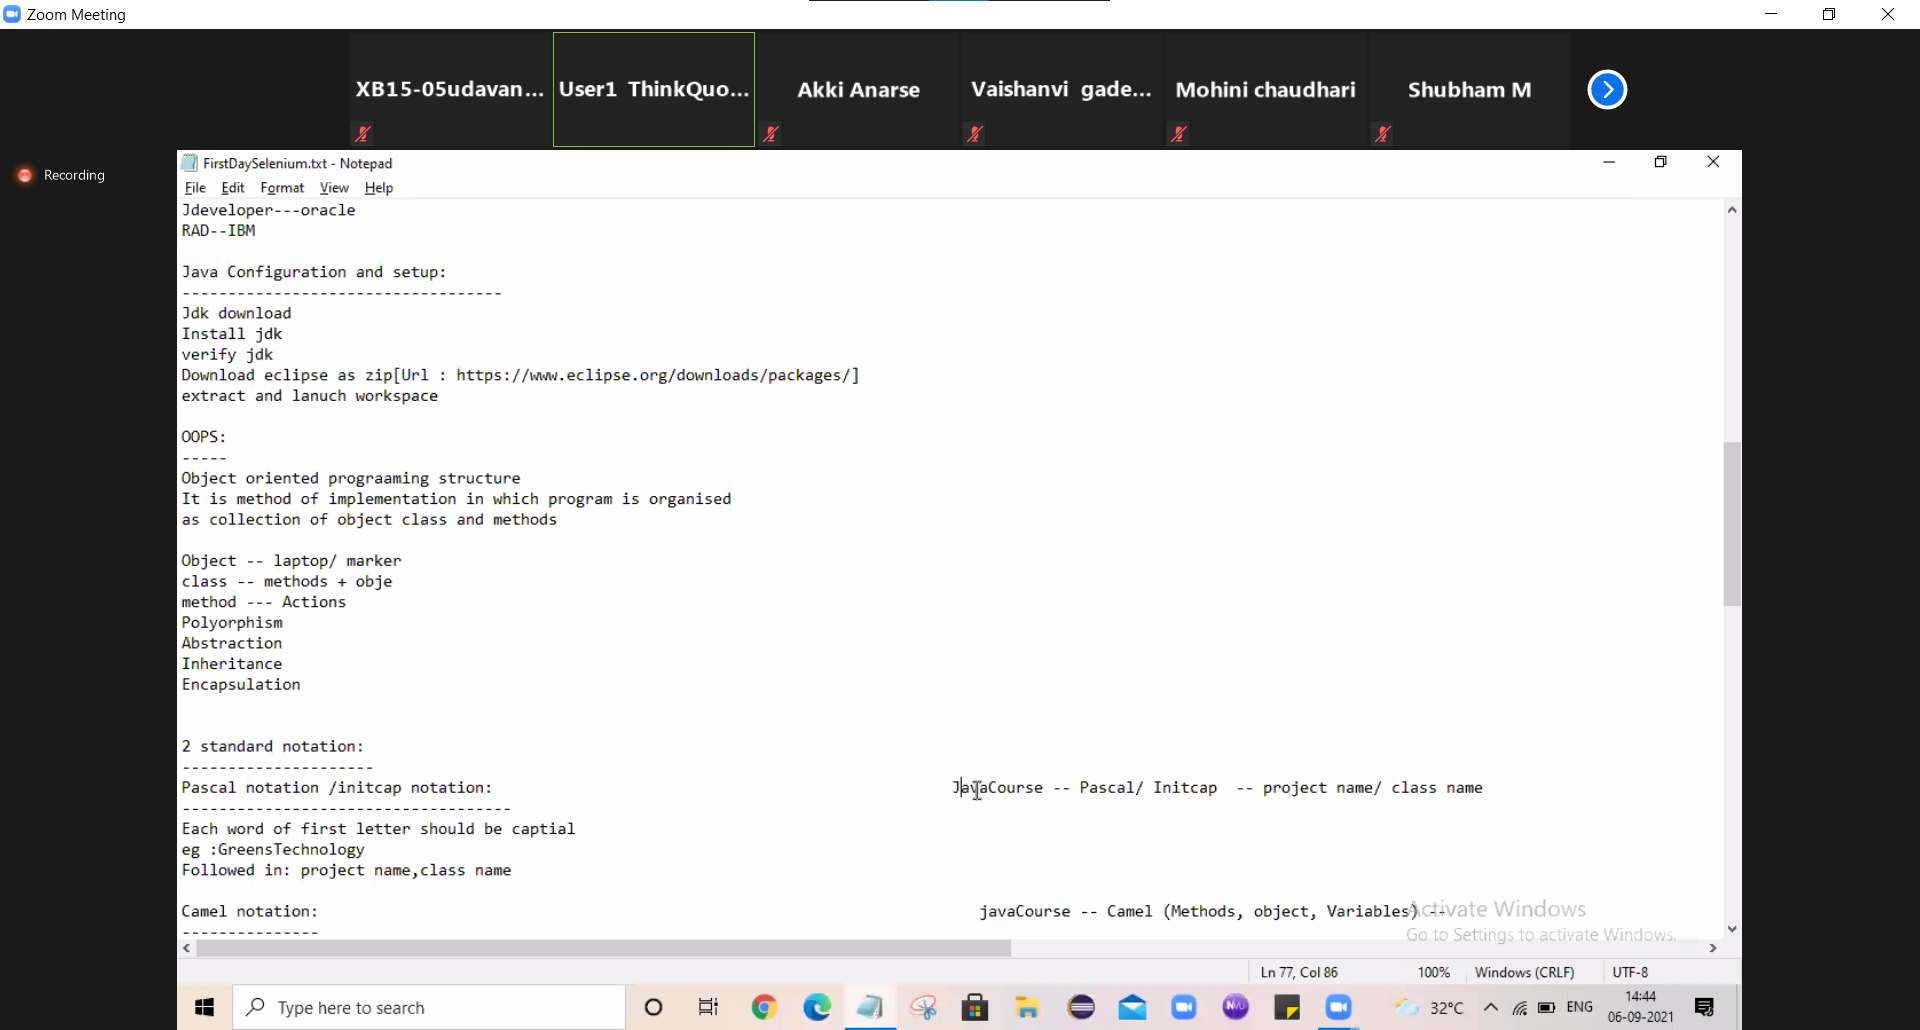 Zoom Meeting
XB15-05udavan... User1 ThinkQuo... Akki Anarse Vaishanvi gade... Mohini chaudhari Shubham M
Recording
FirstDaySelenium.txt - Notepad
File Edit Format View Help
Jdeveloper---oracle
RAD--IBM
Java Configuration and setup:
-----------------------------------
Jdk download
Install jdk
verify jdk
Download eclipse as zip[Url : https://www.eclipse.org/downloads/packages/]
extract and lanuch workspace
OOPS:
-----
Object oriented prograaming structure
It is method of implementation in which program is organised
as collection of object class and methods
Object -- laptop/ marker
class -- methods + obje
method --- Actions
Polyorphism
Abstraction
Inheritance
Encapsulation
2 standard notation:
---------------------
Pascal notation /initcap notation: JavaCourse -- Pascal/ Initcap -- project name/ class name
------------------------------------
Each word of first letter should be captial
eg :GreensTechnology
Followed in: project name,class name
Camel notation: javaCourse -- Camel (Methods, object, Variables) --
---------------
Activate Windows
Go to Settings to activate Windows.
Ln 77, Col 86 100% Windows (CRLF) UTF-8
Type here to search NVU 32°C ENG 14:44
06-09-2021